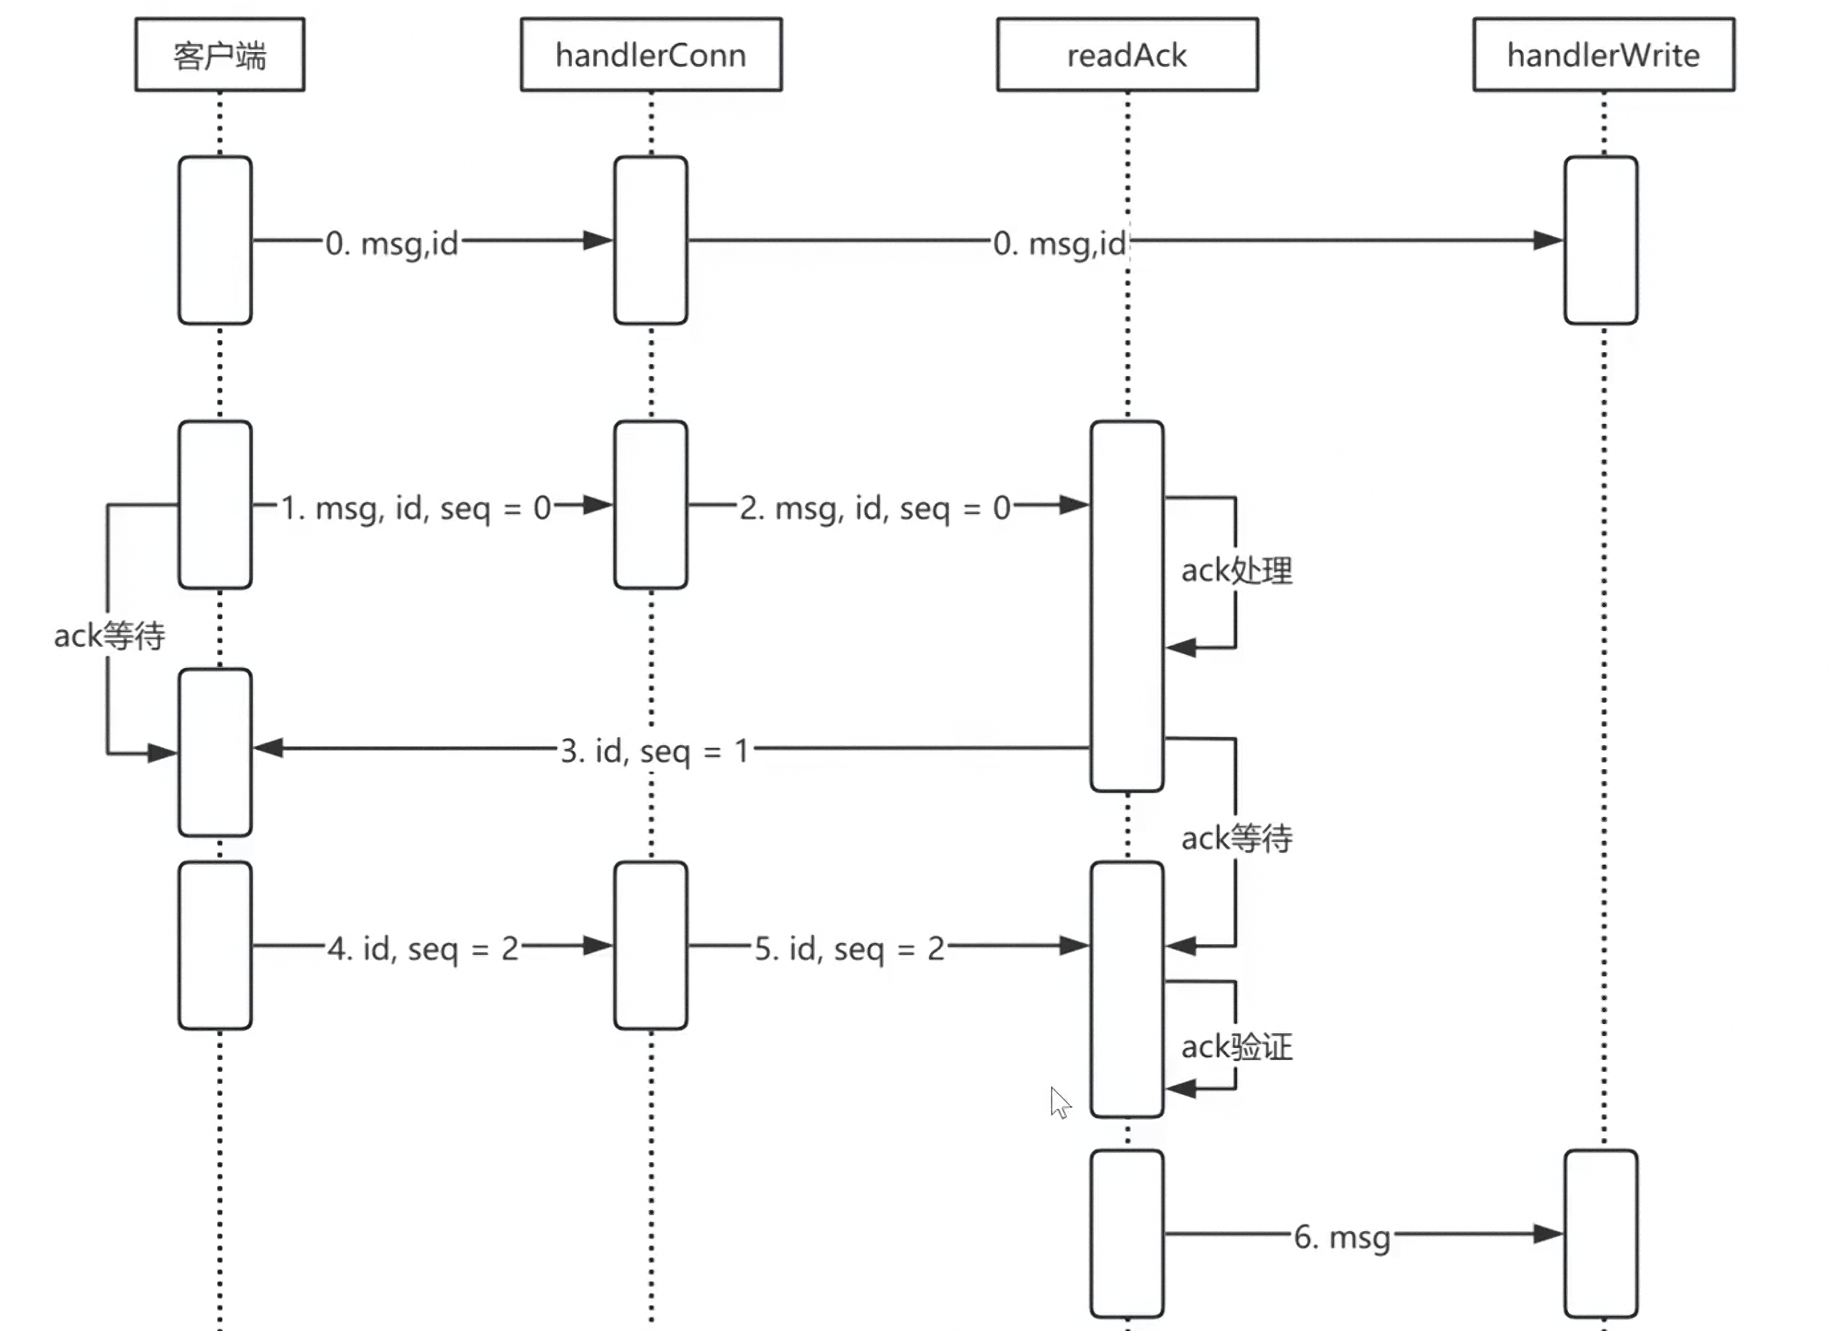 客户端
handlerConn
readAck
handlerWrite
0. msg,id
0. msg,id
1. msg, id, seq = 0
2. msg, id, seq = 0
ack处理
ack等待
3. id, seq = 1
ack等待
4. id, seq = 2
5. id, seq = 2
ack验证
6. msg